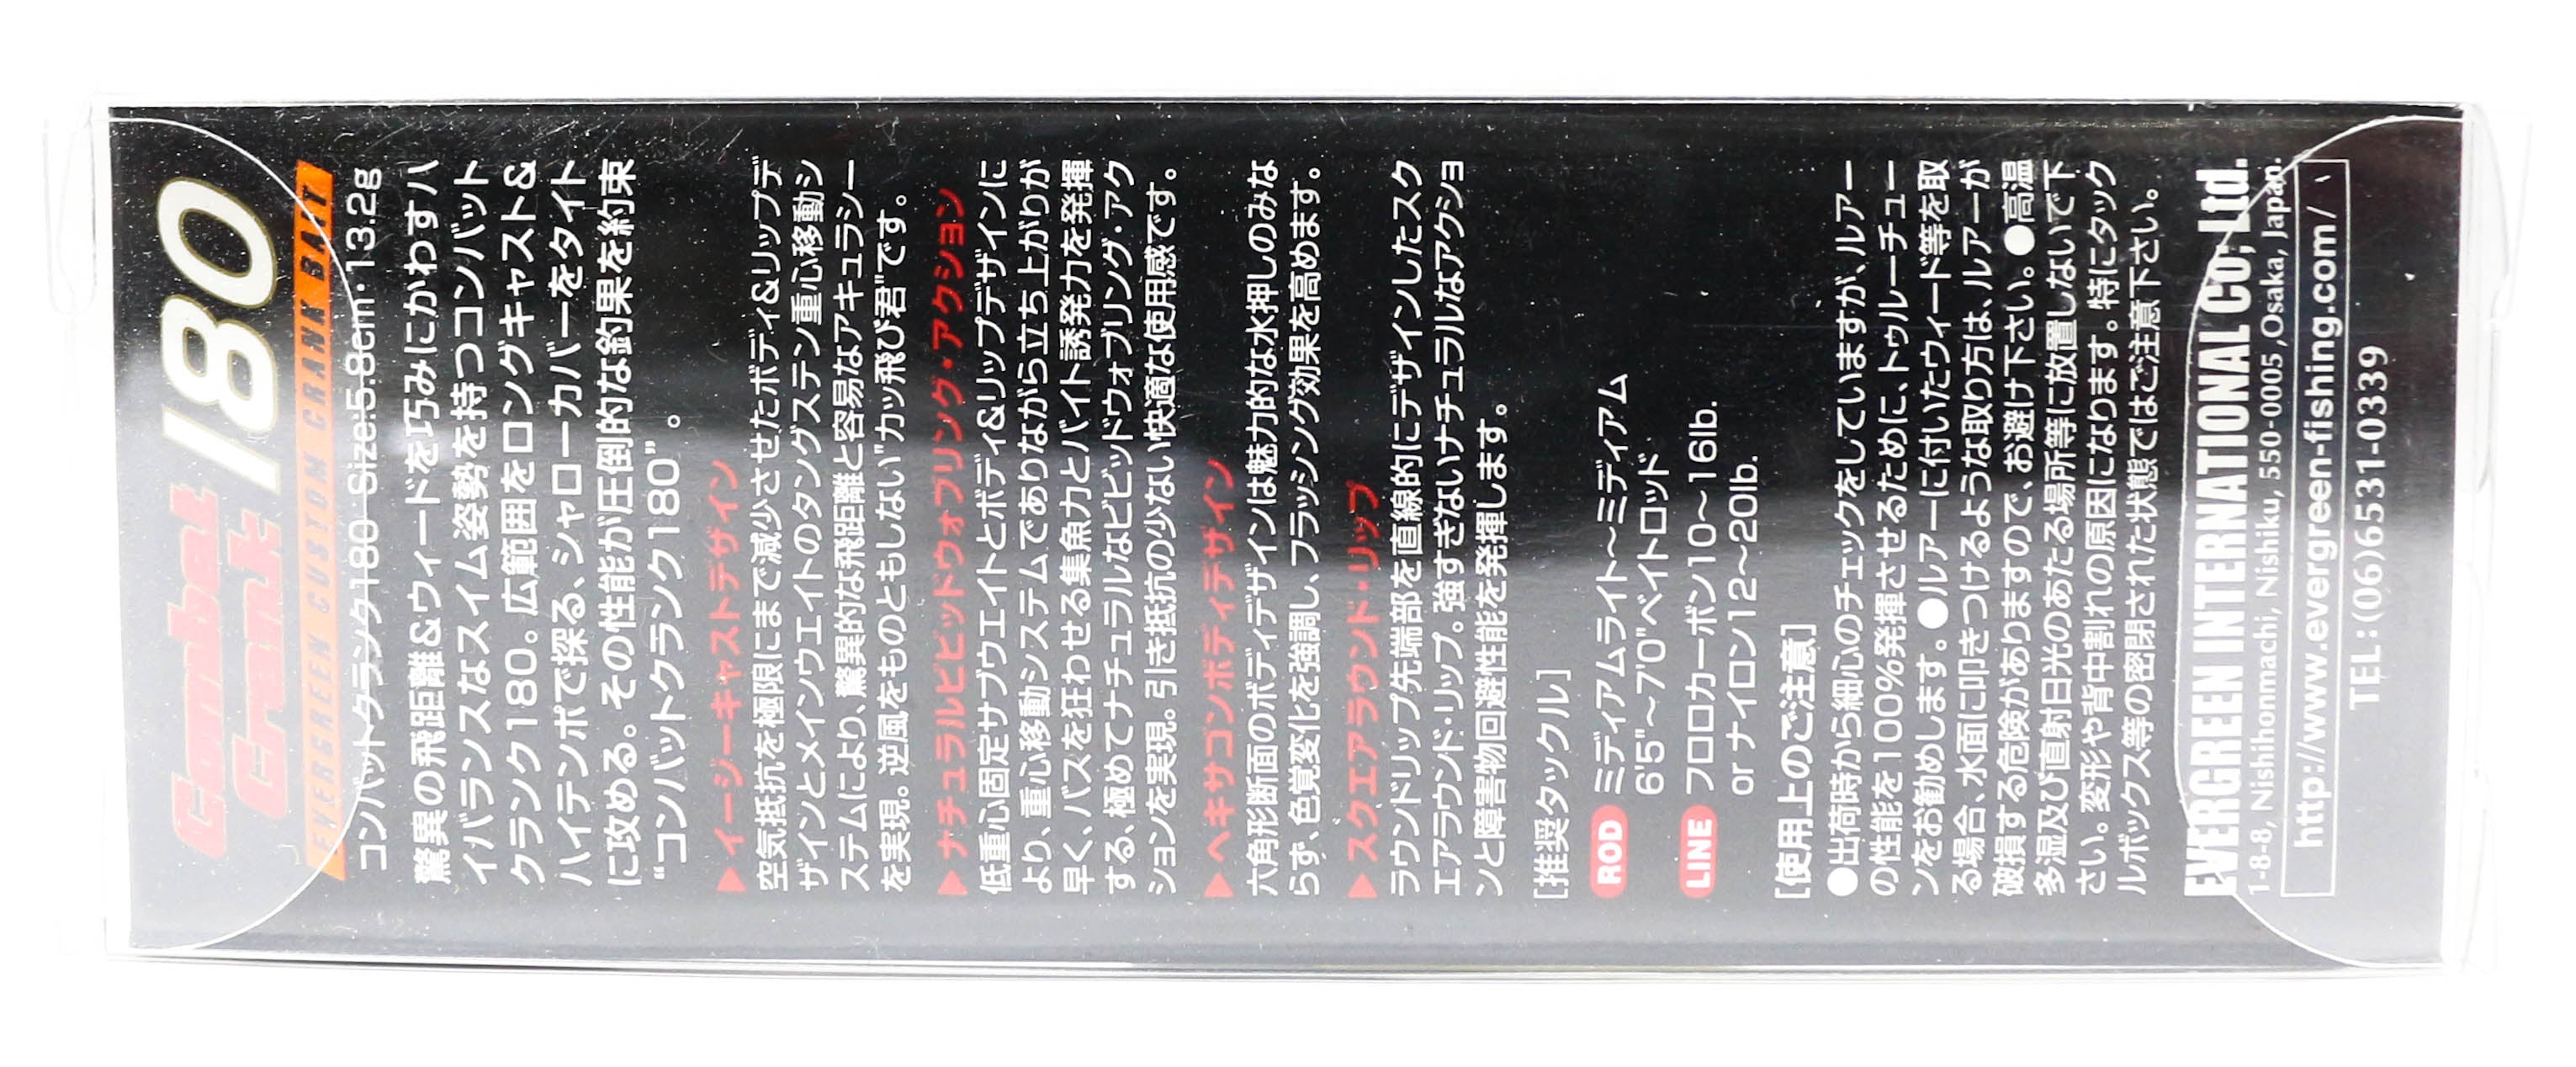 Combat
Crank 180
EVERGREEN CUSTOM CRANK BAIT
コンバットクランク180 Size:5.8cm・13.2g
驚異の飛距離&ウィードを巧みにかわすハ
イバランスなスイム姿勢を持つコンバット
クランク180。広範囲をロングキャスト&
ハイテンポで探る、シャローカバーをタイト
に攻める。その性能が圧倒的な釣果を約束
“コンバットクランク180”。
▶イージーキャストデザイン
空気抵抗を極限にまで減少させたボディ&リップデ
ザインとメインウエイトのタングステン重心移動シ
ステムにより、驚異的な飛距離と容易なアキュラシー
を実現。逆風をものともしない“カッ飛び君”です。
▶ナチュラルビビッドウォブリング・アクション
低重心固定サブウエイトとボディ&リップデザインに
より、重心移動システムでありながら立ち上がりが
早く、バスを狂わせる集魚力とバイト誘発力を発揮
する、極めてナチュラルなビビッドウォブリング・アク
ションを実現。引き抵抗の少ない快適な使用感です。
▶ヘキサゴンボディデザイン
六角形断面のボディデザインは魅力的な水押しのみな
らず、色覚変化を強調し、フラッシング効果を高めます。
▶スクエアラウンド・リップ
ラウンドリップ先端部を直線的にデザインしたスク
エアラウンド・リップ。強すぎないナチュラルなアクショ
ンと障害物回避性能を発揮します。
[推奨タックル]
ROD ミディアムライト〜ミディアム
6'5"〜7'0"ベイトロッド
LINE フロロカーボン10〜16lb.
or ナイロン12〜20lb.
[使用上のご注意]
●出荷時から細心のチェックをしていますが、ルアー
の性能を100%発揮させるために、トゥルーチュー
ンをお勧めします。●ルアーに付いたウィード等を取
る場合、水面に叩きつけるような取り方は、ルアーが
破損する危険がありますので、お避け下さい。●高温
多湿及び直射日光のあたる場所等に放置しないで下
さい。変形や背中割れの原因になります。特にタック
ルボックス等の密閉された状態ではご注意下さい。
EVERGREEN INTERNATIONAL CO; Ltd.
1-8-8, Nishihonmachi, Nishiku, 550-0005 ,Osaka, Japan.
http://www.evergreen-fishing.com/
TEL:(06)6531-0339